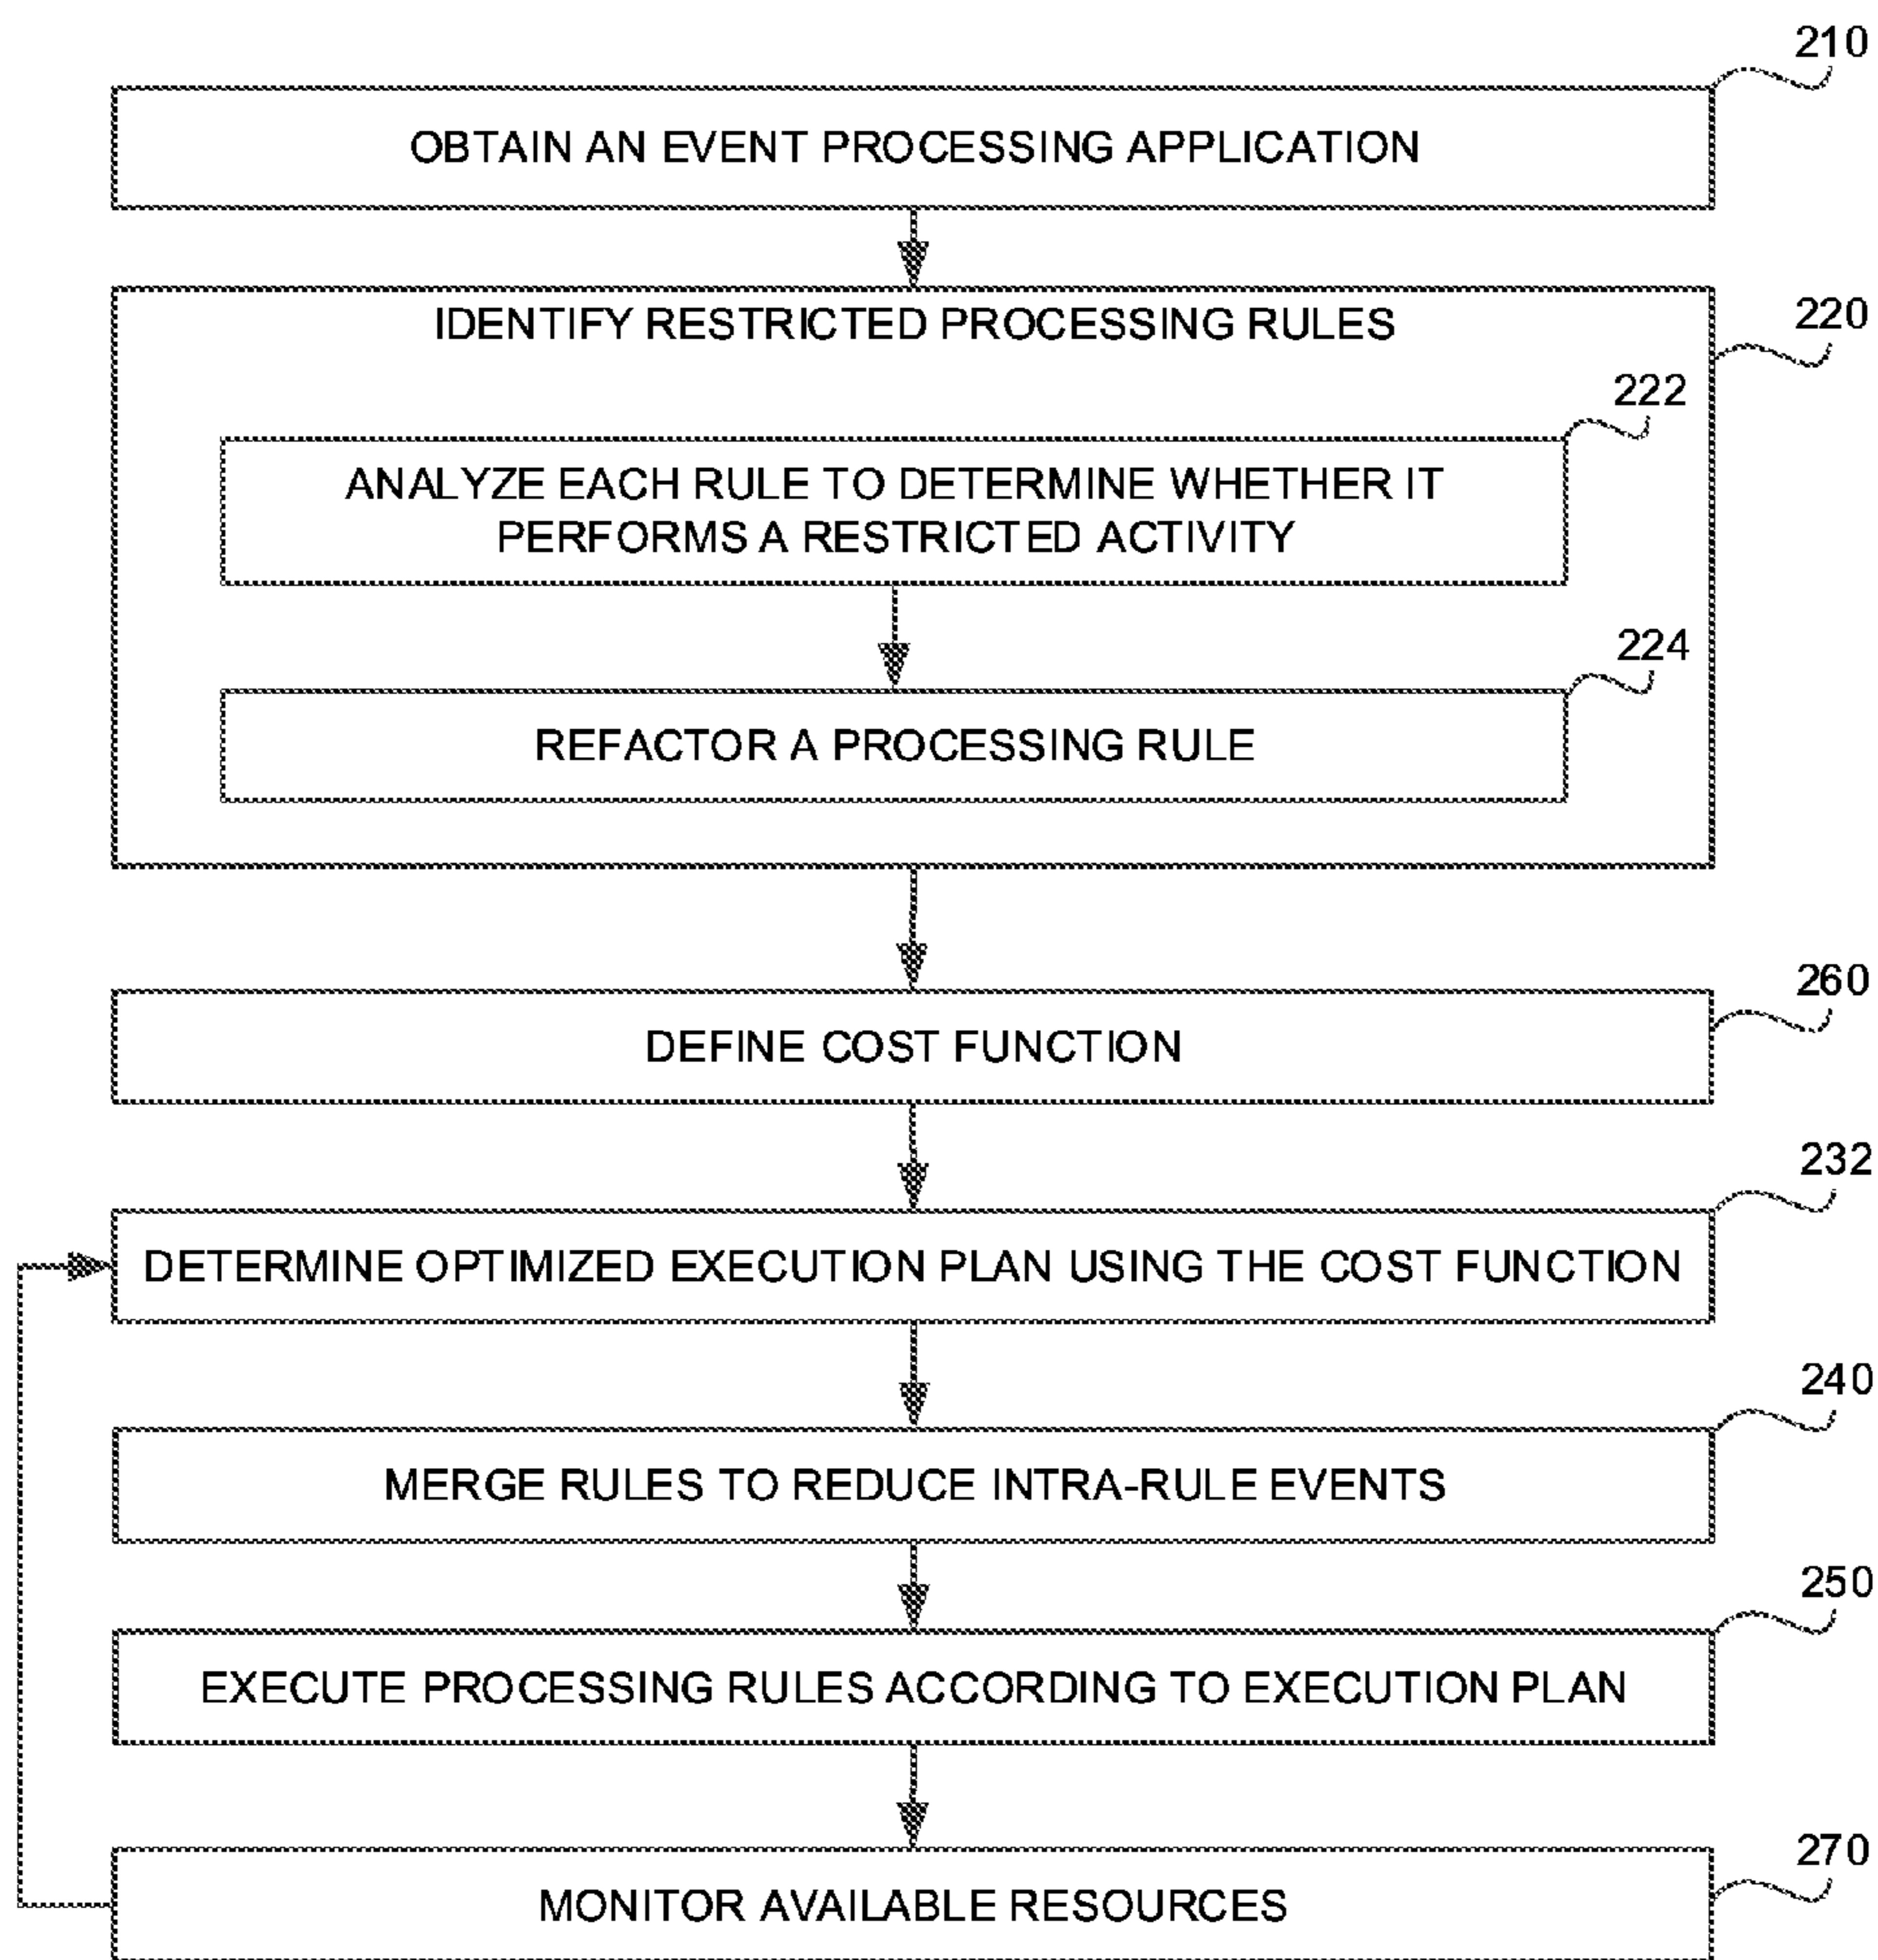 210
OBTAIN AN EVENT PROCESSING APPLICATION
IDENTIFY RESTRICTED PROCESSING RULES
220
222
ANALYZE EACH RULE TO DETERMINE WHETHER IT
PERFORMS A RESTRICTED ACTIVITY
224
REFACTOR A PROCESSING RULE
260
DEFINE COST FUNCTION
232
DETERMINE OPTIMIZED EXECUTION PLAN USING THE COST FUNCTION
240
MERGE RULES TO REDUCE INTRA-RULE EVENTS
250
EXECUTE PROCESSING RULES ACCORDING TO EXECUTION PLAN
270
MONITOR AVAILABLE RESOURCES